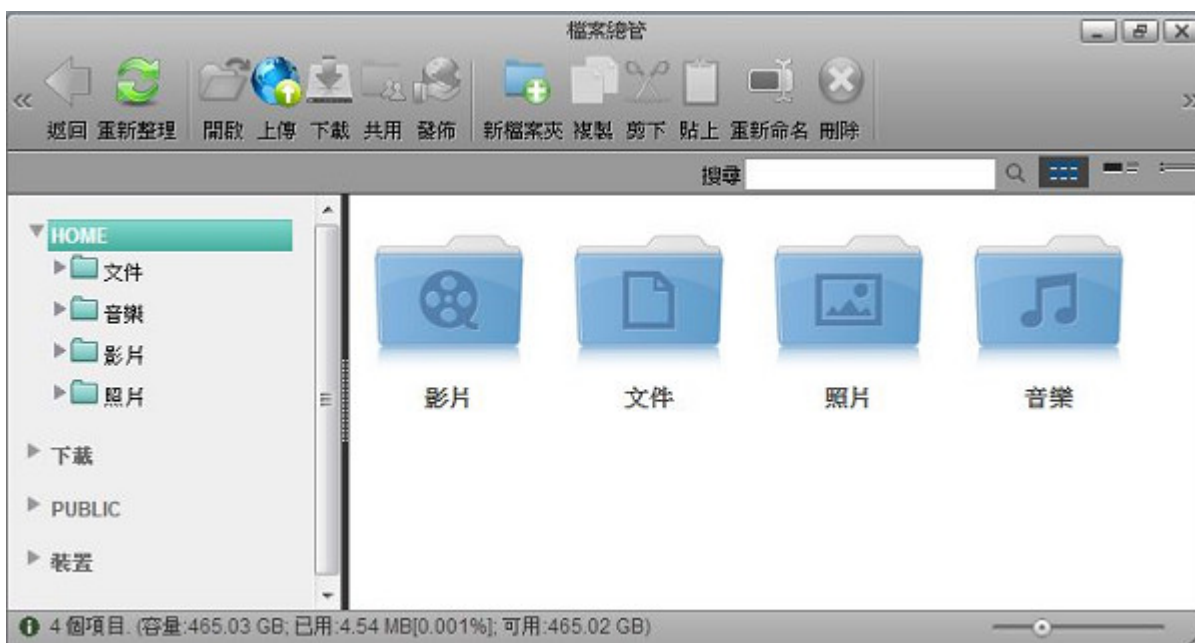 檔案總管
返回 重新整理 開啟 上傳 下載 共用 發佈 新檔案夾 複製 剪下 貼上 重新命名 刪除
搜尋
HOME
文件
音樂
影片
照片
下載
PUBLIC
裝置
影片 文件 照片 音樂
4 個項目. (容量:465.03 GB; 已用:4.54 MB[0.001%]; 可用:465.02 GB)